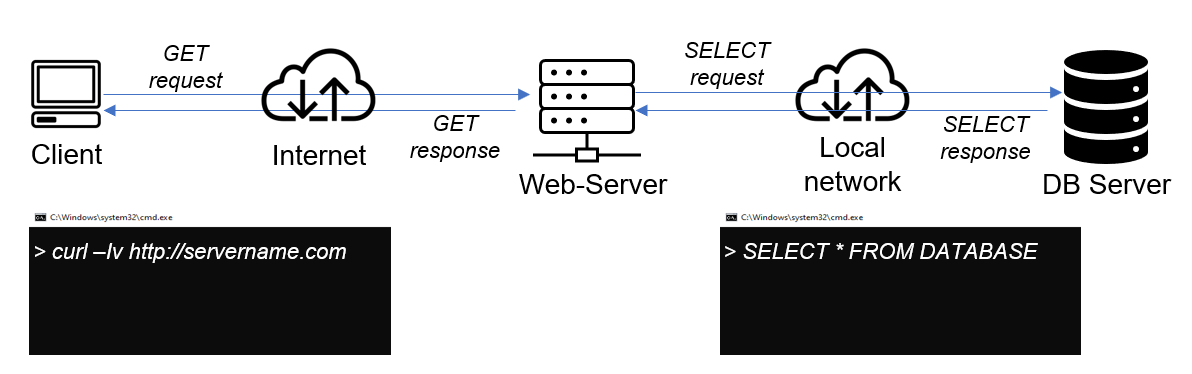 GET
request
SELECT
request
GET
response
SELECT
response
Client
Internet
Web-Server
Local
network
DB Server
C:\Windows\system32\cmd.exe
> curl –Iv http://servername.com
C:\Windows\system32\cmd.exe
> SELECT * FROM DATABASE